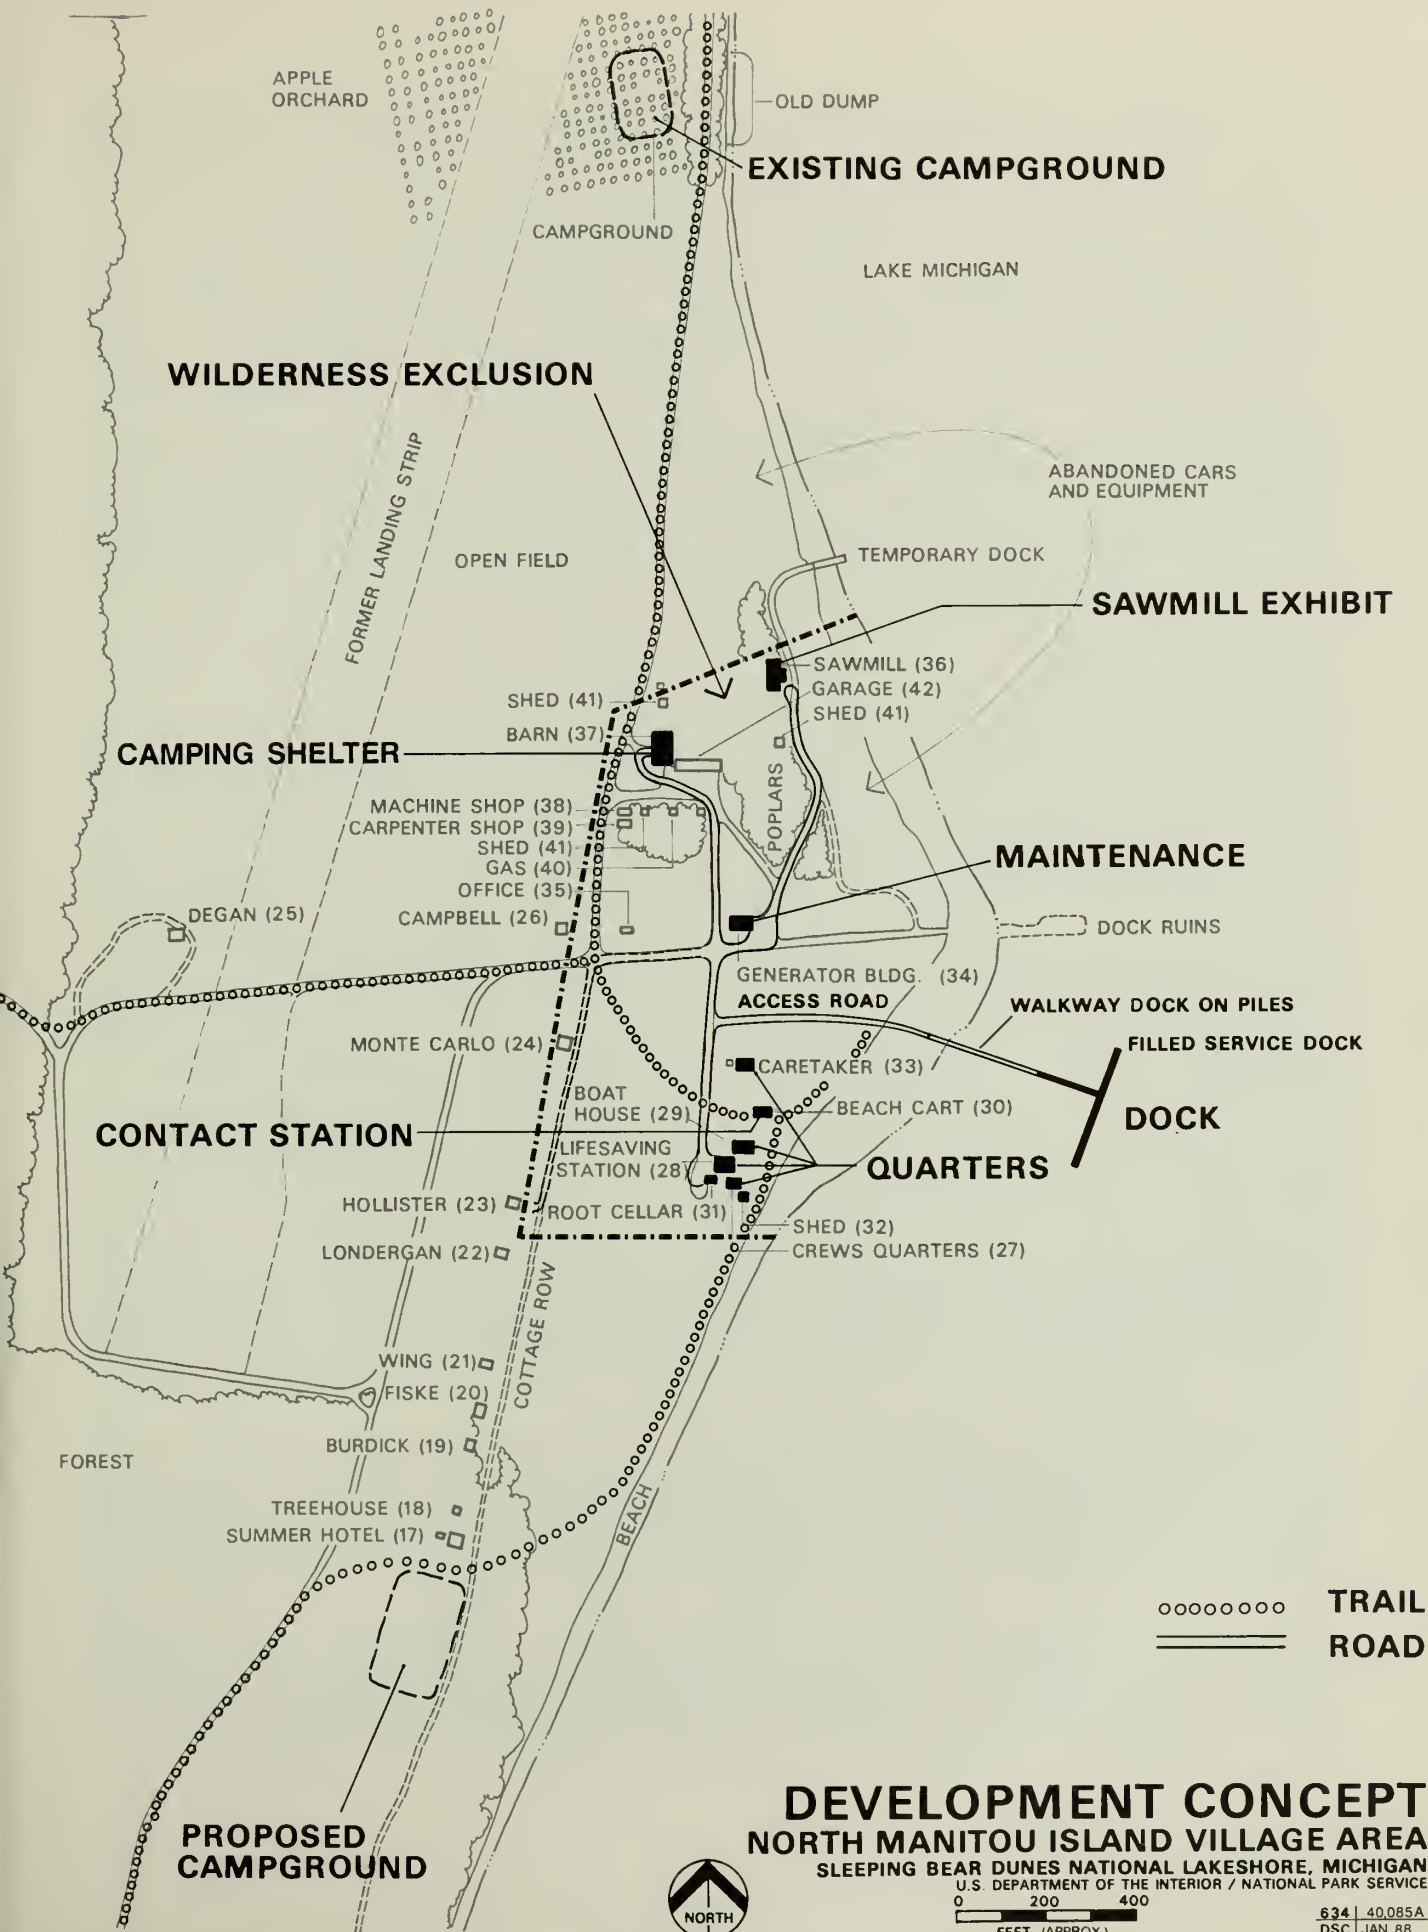 APPLE
ORCHARD
OLD DUMP
EXISTING CAMPGROUND
CAMPGROUND
LAKE MICHIGAN
WILDERNESS EXCLUSION
FORMER LANDING STRIP
ABANDONED CARS
AND EQUIPMENT
OPEN FIELD
TEMPORARY DOCK
SAWMILL EXHIBIT
SAWMILL (36)
GARAGE (42)
SHED (41)
SHED (41)
BARN (37)
CAMPING SHELTER
POPLARS
MACHINE SHOP (38)
CARPENTER SHOP (39)
SHED (41)
GAS (40)
OFFICE (35)
CAMPBELL (26)
MAINTENANCE
DEGAN (25)
DOCK RUINS
GENERATOR BLDG. (34)
ACCESS ROAD
WALKWAY DOCK ON PILES
FILLED SERVICE DOCK
DOCK
MONTE CARLO (24)
CARETAKER (33)
BOAT
HOUSE (29)
BEACH CART (30)
CONTACT STATION
LIFESAVING
STATION (28)
QUARTERS
HOLLISTER (23)
ROOT CELLAR (31)
SHED (32)
LONDERGAN (22)
CREWS QUARTERS (27)
COTTAGE ROW
WING (21)
FISKE (20)
BURDICK (19)
FOREST
TREEHOUSE (18)
SUMMER HOTEL (17)
BEACH
TRAIL
ROAD
PROPOSED
CAMPGROUND
DEVELOPMENT CONCEPT
NORTH MANITOU ISLAND VILLAGE AREA
SLEEPING BEAR DUNES NATIONAL LAKESHORE, MICHIGAN
U.S. DEPARTMENT OF THE INTERIOR / NATIONAL PARK SERVICE
0 200 400
FEET (APPROX.)
NORTH
634 40,085A
DSC JAN 88